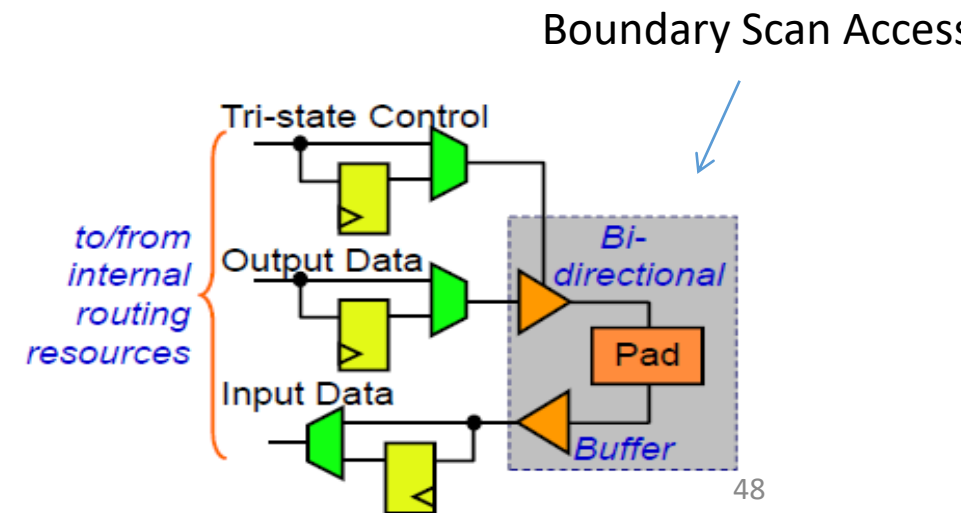 Boundary Scan Access
Tri-state Control
to/from
internal
routing
resources
Output Data
Input Data
Bi-
directional
Pad
Buffer
48